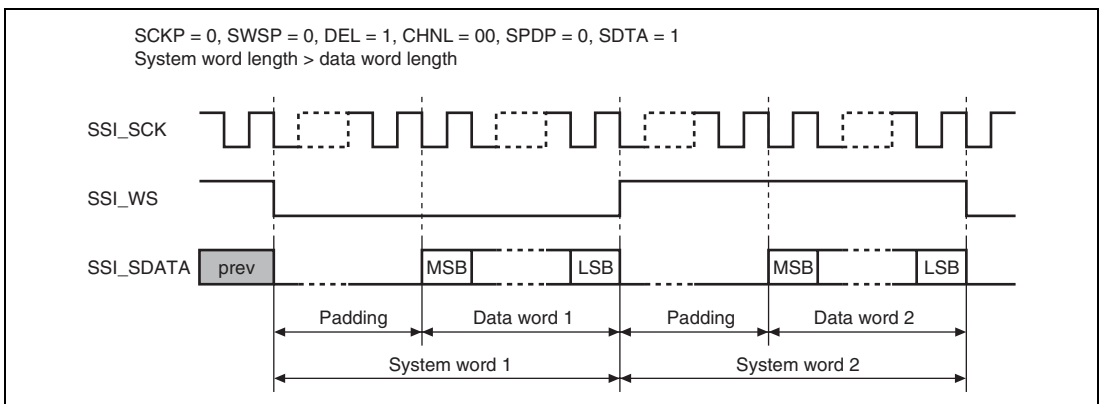 SCKP = 0, SWSP = 0, DEL = 1, CHNL = 00, SPDP = 0, SDTA = 1
System word length > data word length
SSI_SCK
SSI_WS
SSI_SDATA prev MSB LSB MSB LSB
Padding Data word 1 Padding Data word 2
System word 1 System word 2